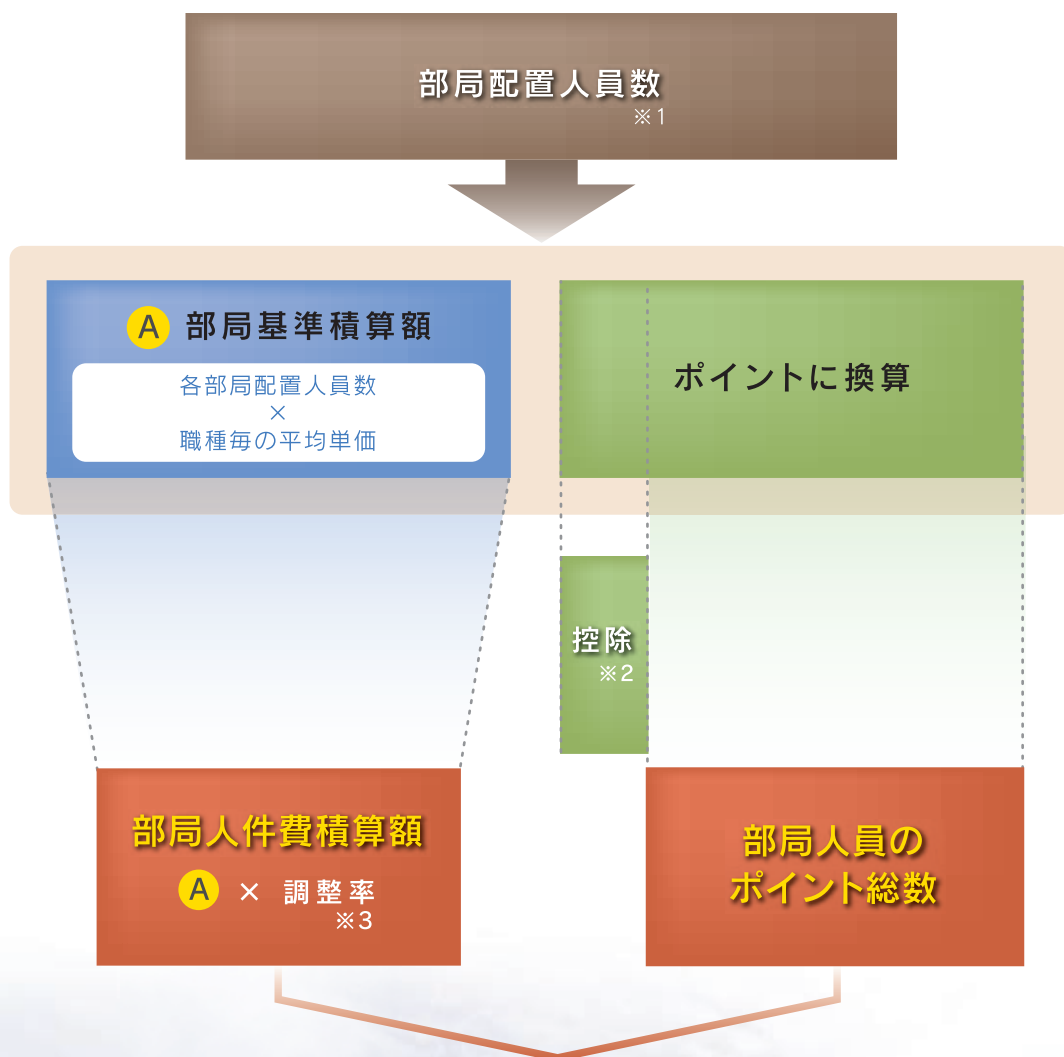 部局配置人員数
※1
A 部局基準積算額
各部局配置人員数
×
職種毎の平均単価
ポイントに換算
控除
※2
部局人件費積算額
A × 調整率
※3
部局人員の
ポイント総数